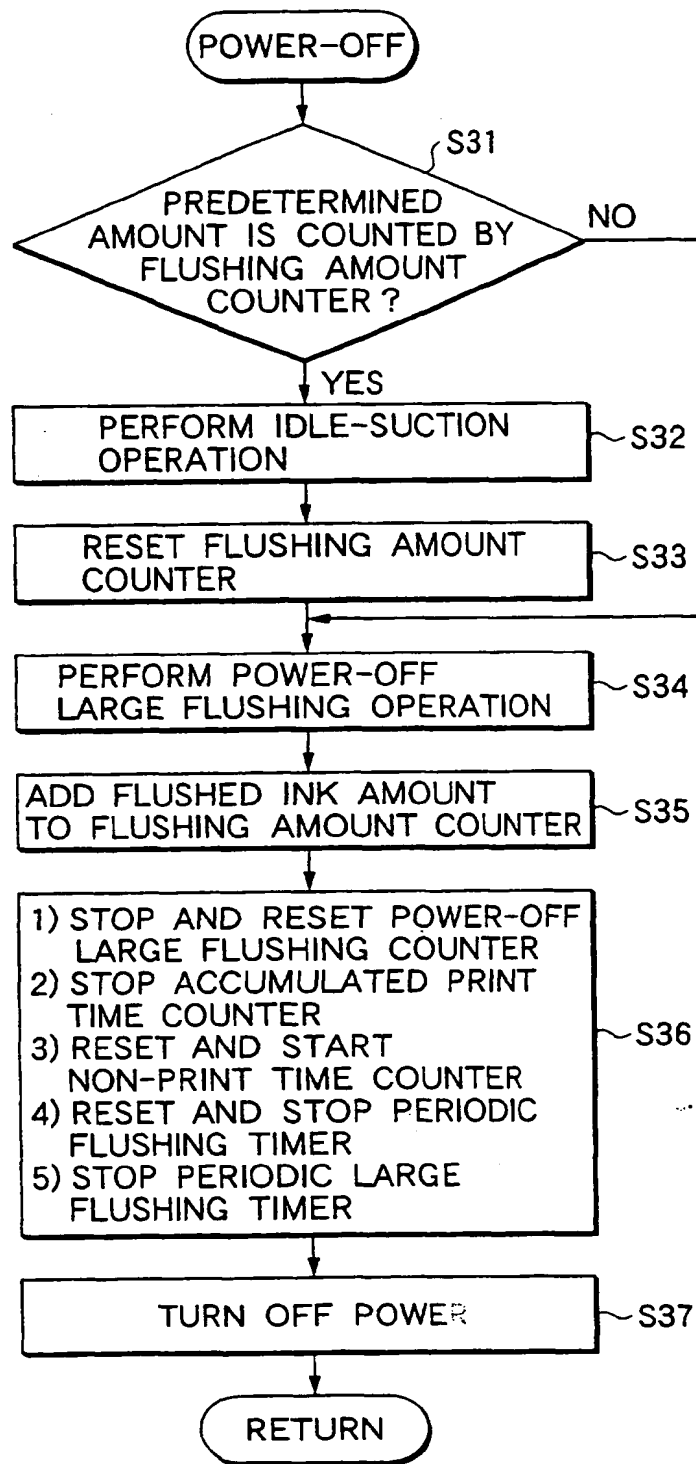 POWER-OFF
S31
PREDETERMINED
AMOUNT IS COUNTED BY
FLUSHING AMOUNT
COUNTER?
NO
YES
PERFORM IDLE-SUCTION
OPERATION
S32
RESET FLUSHING AMOUNT
COUNTER
S33
PERFORM POWER-OFF
LARGE FLUSHING OPERATION
S34
ADD FLUSHED INK AMOUNT
TO FLUSHING AMOUNT COUNTER
S35
1) STOP AND RESET POWER-OFF
LARGE FLUSHING COUNTER
2) STOP ACCUMULATED PRINT
TIME COUNTER
3) RESET AND START
NON-PRINT TIME COUNTER
4) RESET AND STOP PERIODIC
FLUSHING TIMER
5) STOP PERIODIC LARGE
FLUSHING TIMER
S36
TURN OFF POWER
S37
RETURN